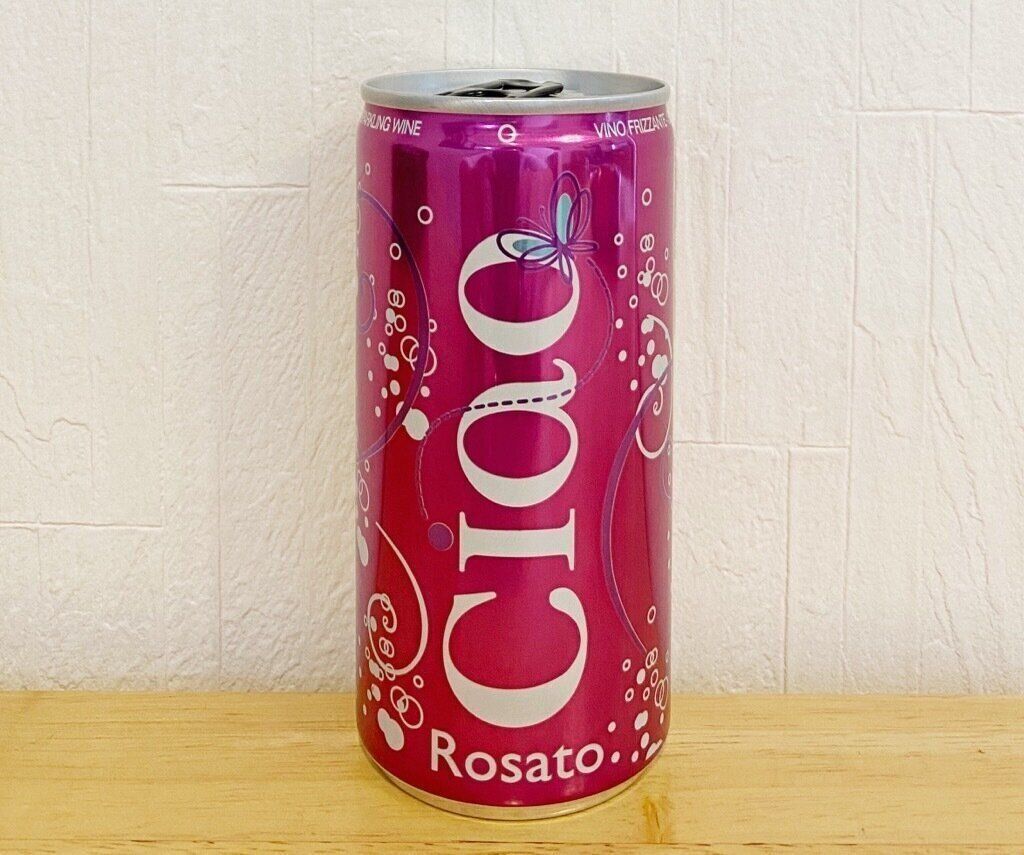 WINE
VINO FRIZZANTE
ciao
Rosato